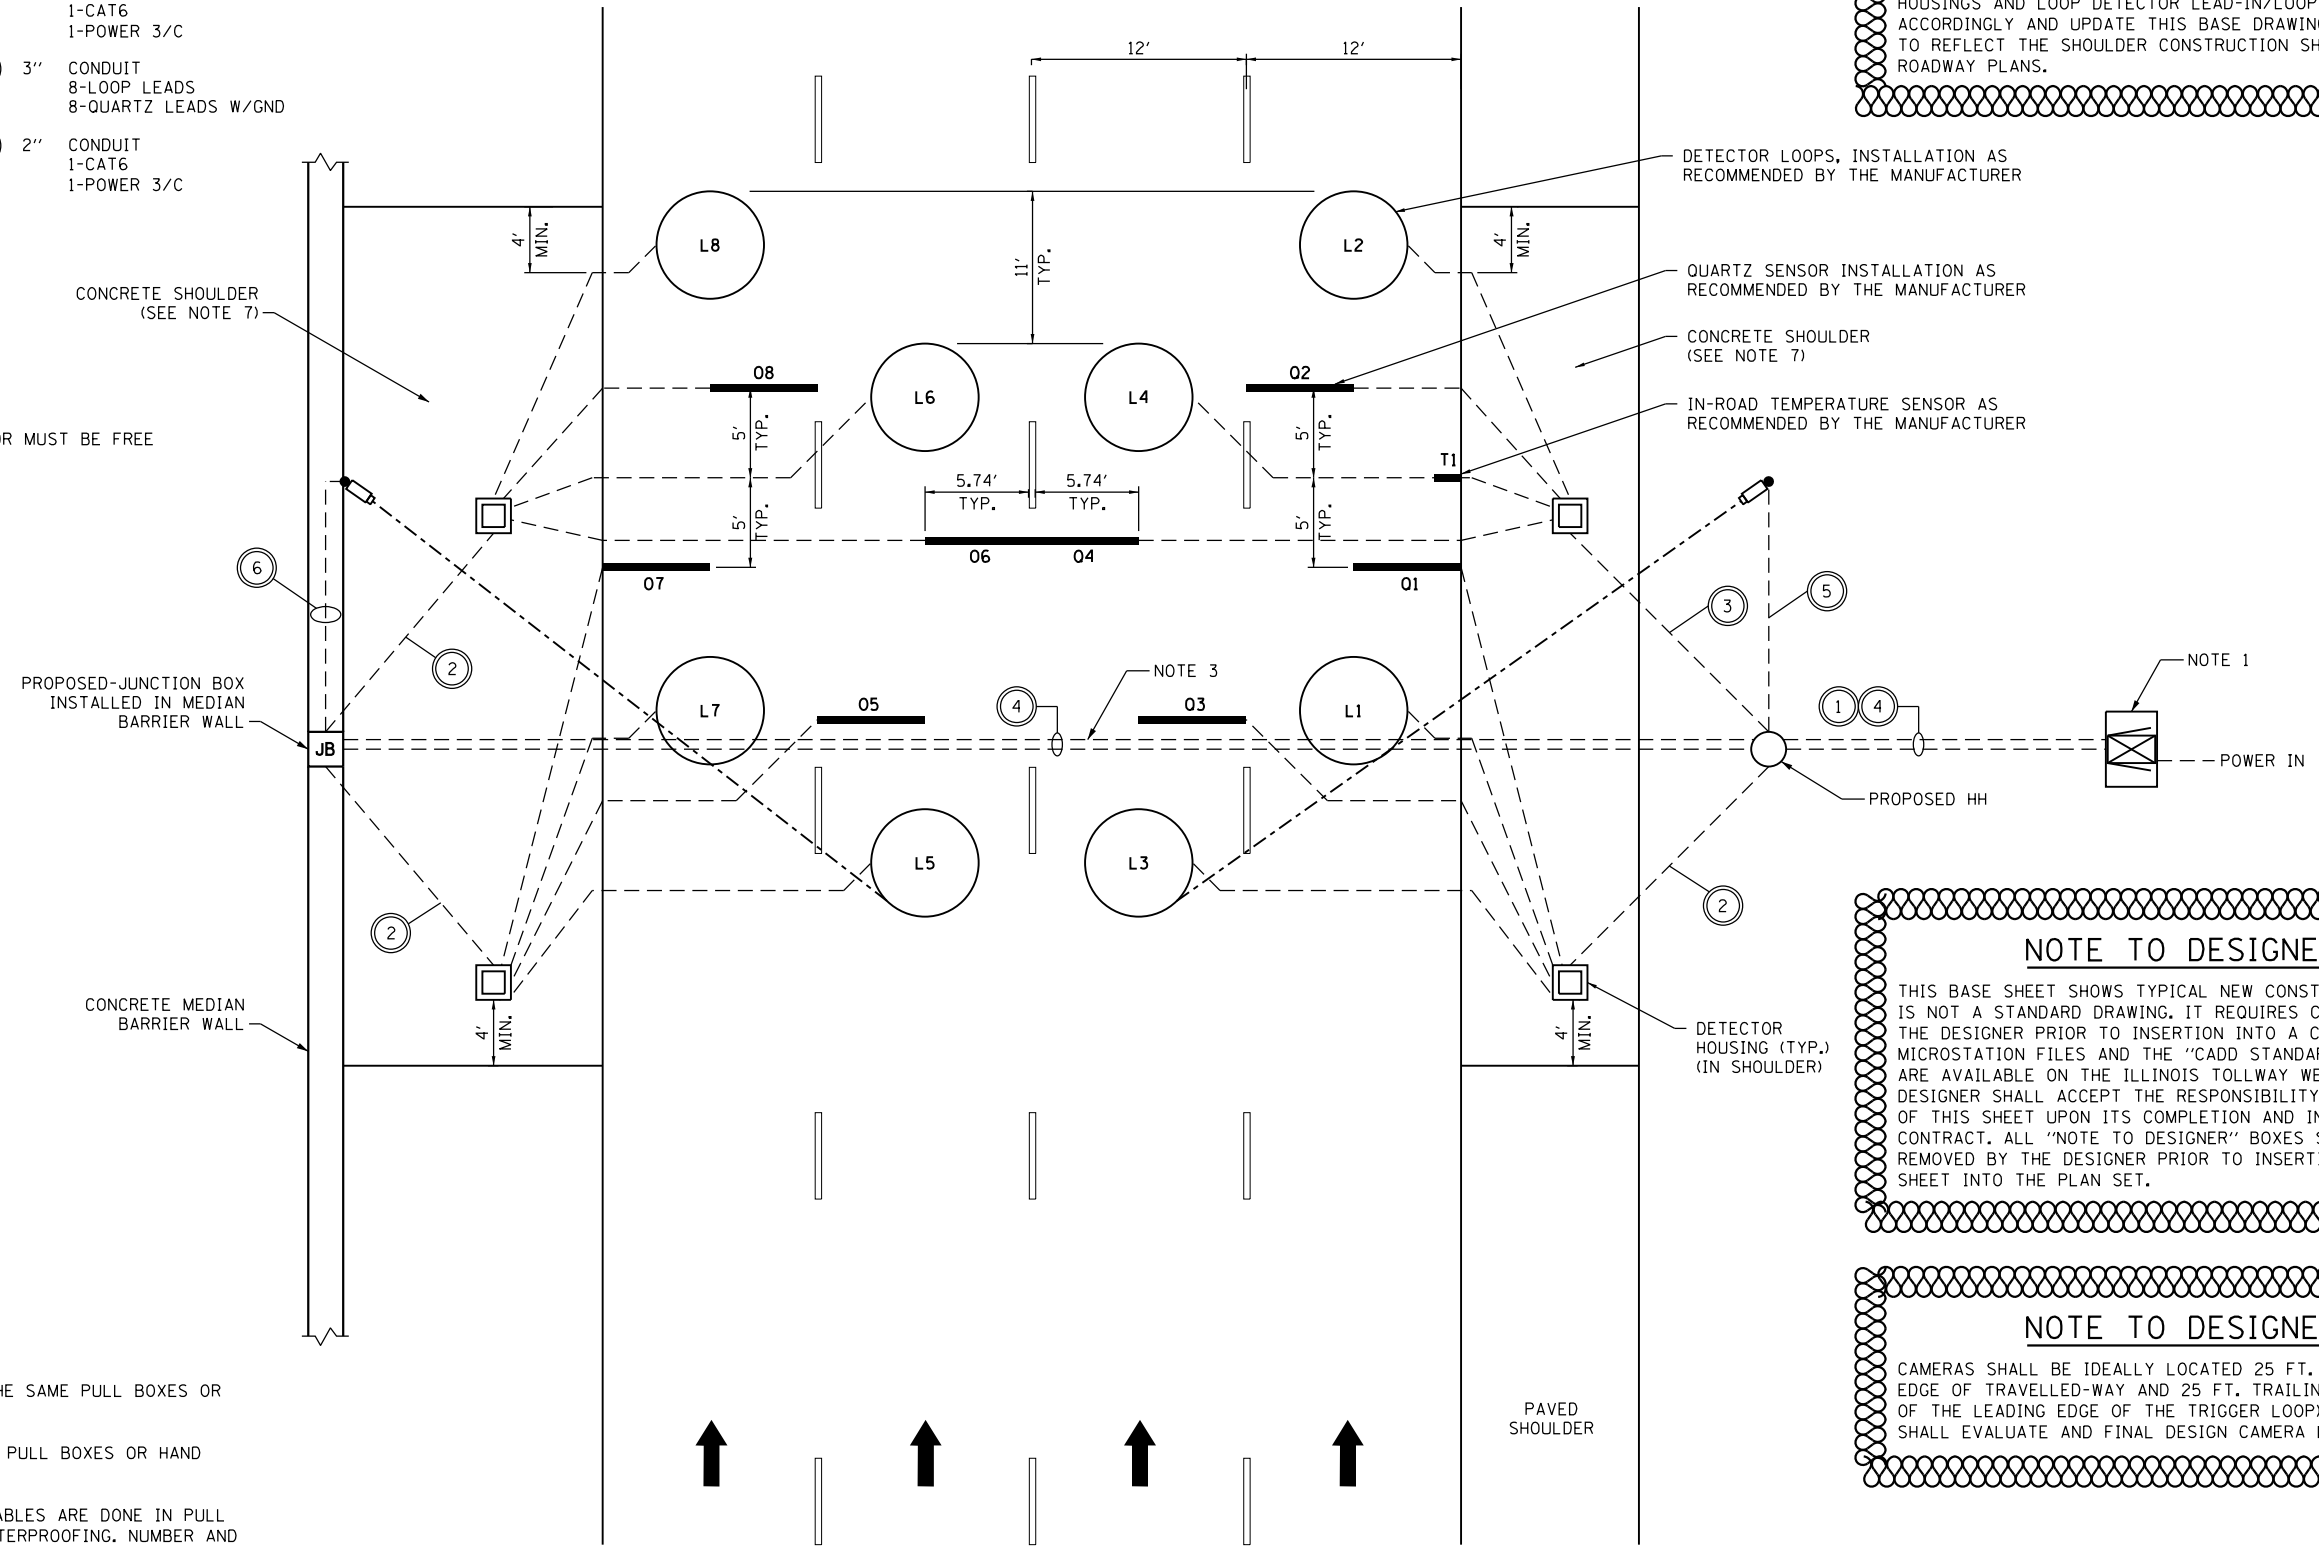 1-CAT6
1-POWER 3/C
) 3" CONDUIT
8-LOOP LEADS
8-QUARTZ LEADS W/GND
) 2" CONDUIT
1-CAT6
1-POWER 3/C
HOUSINGS AND LOOP DETECTOR LEAD-IN/LOOP
ACCORDINGLY AND UPDATE THIS BASE DRAWING
TO REFLECT THE SHOULDER CONSTRUCTION SH
ROADWAY PLANS.
12' 12'
DETECTOR LOOPS, INSTALLATION AS
RECOMMENDED BY THE MANUFACTURER
L8
L2
4'
MIN.
4'
MIN.
11'
TYP.
QUARTZ SENSOR INSTALLATION AS
RECOMMENDED BY THE MANUFACTURER
CONCRETE SHOULDER
(SEE NOTE 7)
CONCRETE SHOULDER
(SEE NOTE 7)
O8
Q2
L6
L4
IN-ROAD TEMPERATURE SENSOR AS
RECOMMENDED BY THE MANUFACTURER
OR MUST BE FREE
5'
TYP.
5'
TYP.
T1
5.74'
TYP.
5.74'
TYP.
5'
TYP.
5'
TYP.
O6
O4
O7
Q1
6
2
3
5
NOTE 1
NOTE 3
PROPOSED-JUNCTION BOX
INSTALLED IN MEDIAN
BARRIER WALL
JB
L7
O5
4
Q3
L1
1
4
POWER IN
PROPOSED HH
L5
L3
2
2
CONCRETE MEDIAN
BARRIER WALL
4'
MIN.
4'
MIN.
DETECTOR
HOUSING (TYP.)
(IN SHOULDER)
NOTE TO DESIGNE
THIS BASE SHEET SHOWS TYPICAL NEW CONST
IS NOT A STANDARD DRAWING. IT REQUIRES C
THE DESIGNER PRIOR TO INSERTION INTO A C
MICROSTATION FILES AND THE "CADD STANDAR
ARE AVAILABLE ON THE ILLINOIS TOLLWAY WE
DESIGNER SHALL ACCEPT THE RESPONSIBILITY
OF THIS SHEET UPON ITS COMPLETION AND IN
CONTRACT. ALL "NOTE TO DESIGNER" BOXES S
REMOVED BY THE DESIGNER PRIOR TO INSERTI
SHEET INTO THE PLAN SET.
NOTE TO DESIGNE
CAMERAS SHALL BE IDEALLY LOCATED 25 FT.
EDGE OF TRAVELLED-WAY AND 25 FT. TRAILIN
OF THE LEADING EDGE OF THE TRIGGER LOOP)
SHALL EVALUATE AND FINAL DESIGN CAMERA
PAVED
SHOULDER
HE SAME PULL BOXES OR
PULL BOXES OR HAND
ABLES ARE DONE IN PULL
TERPROOFING. NUMBER AND